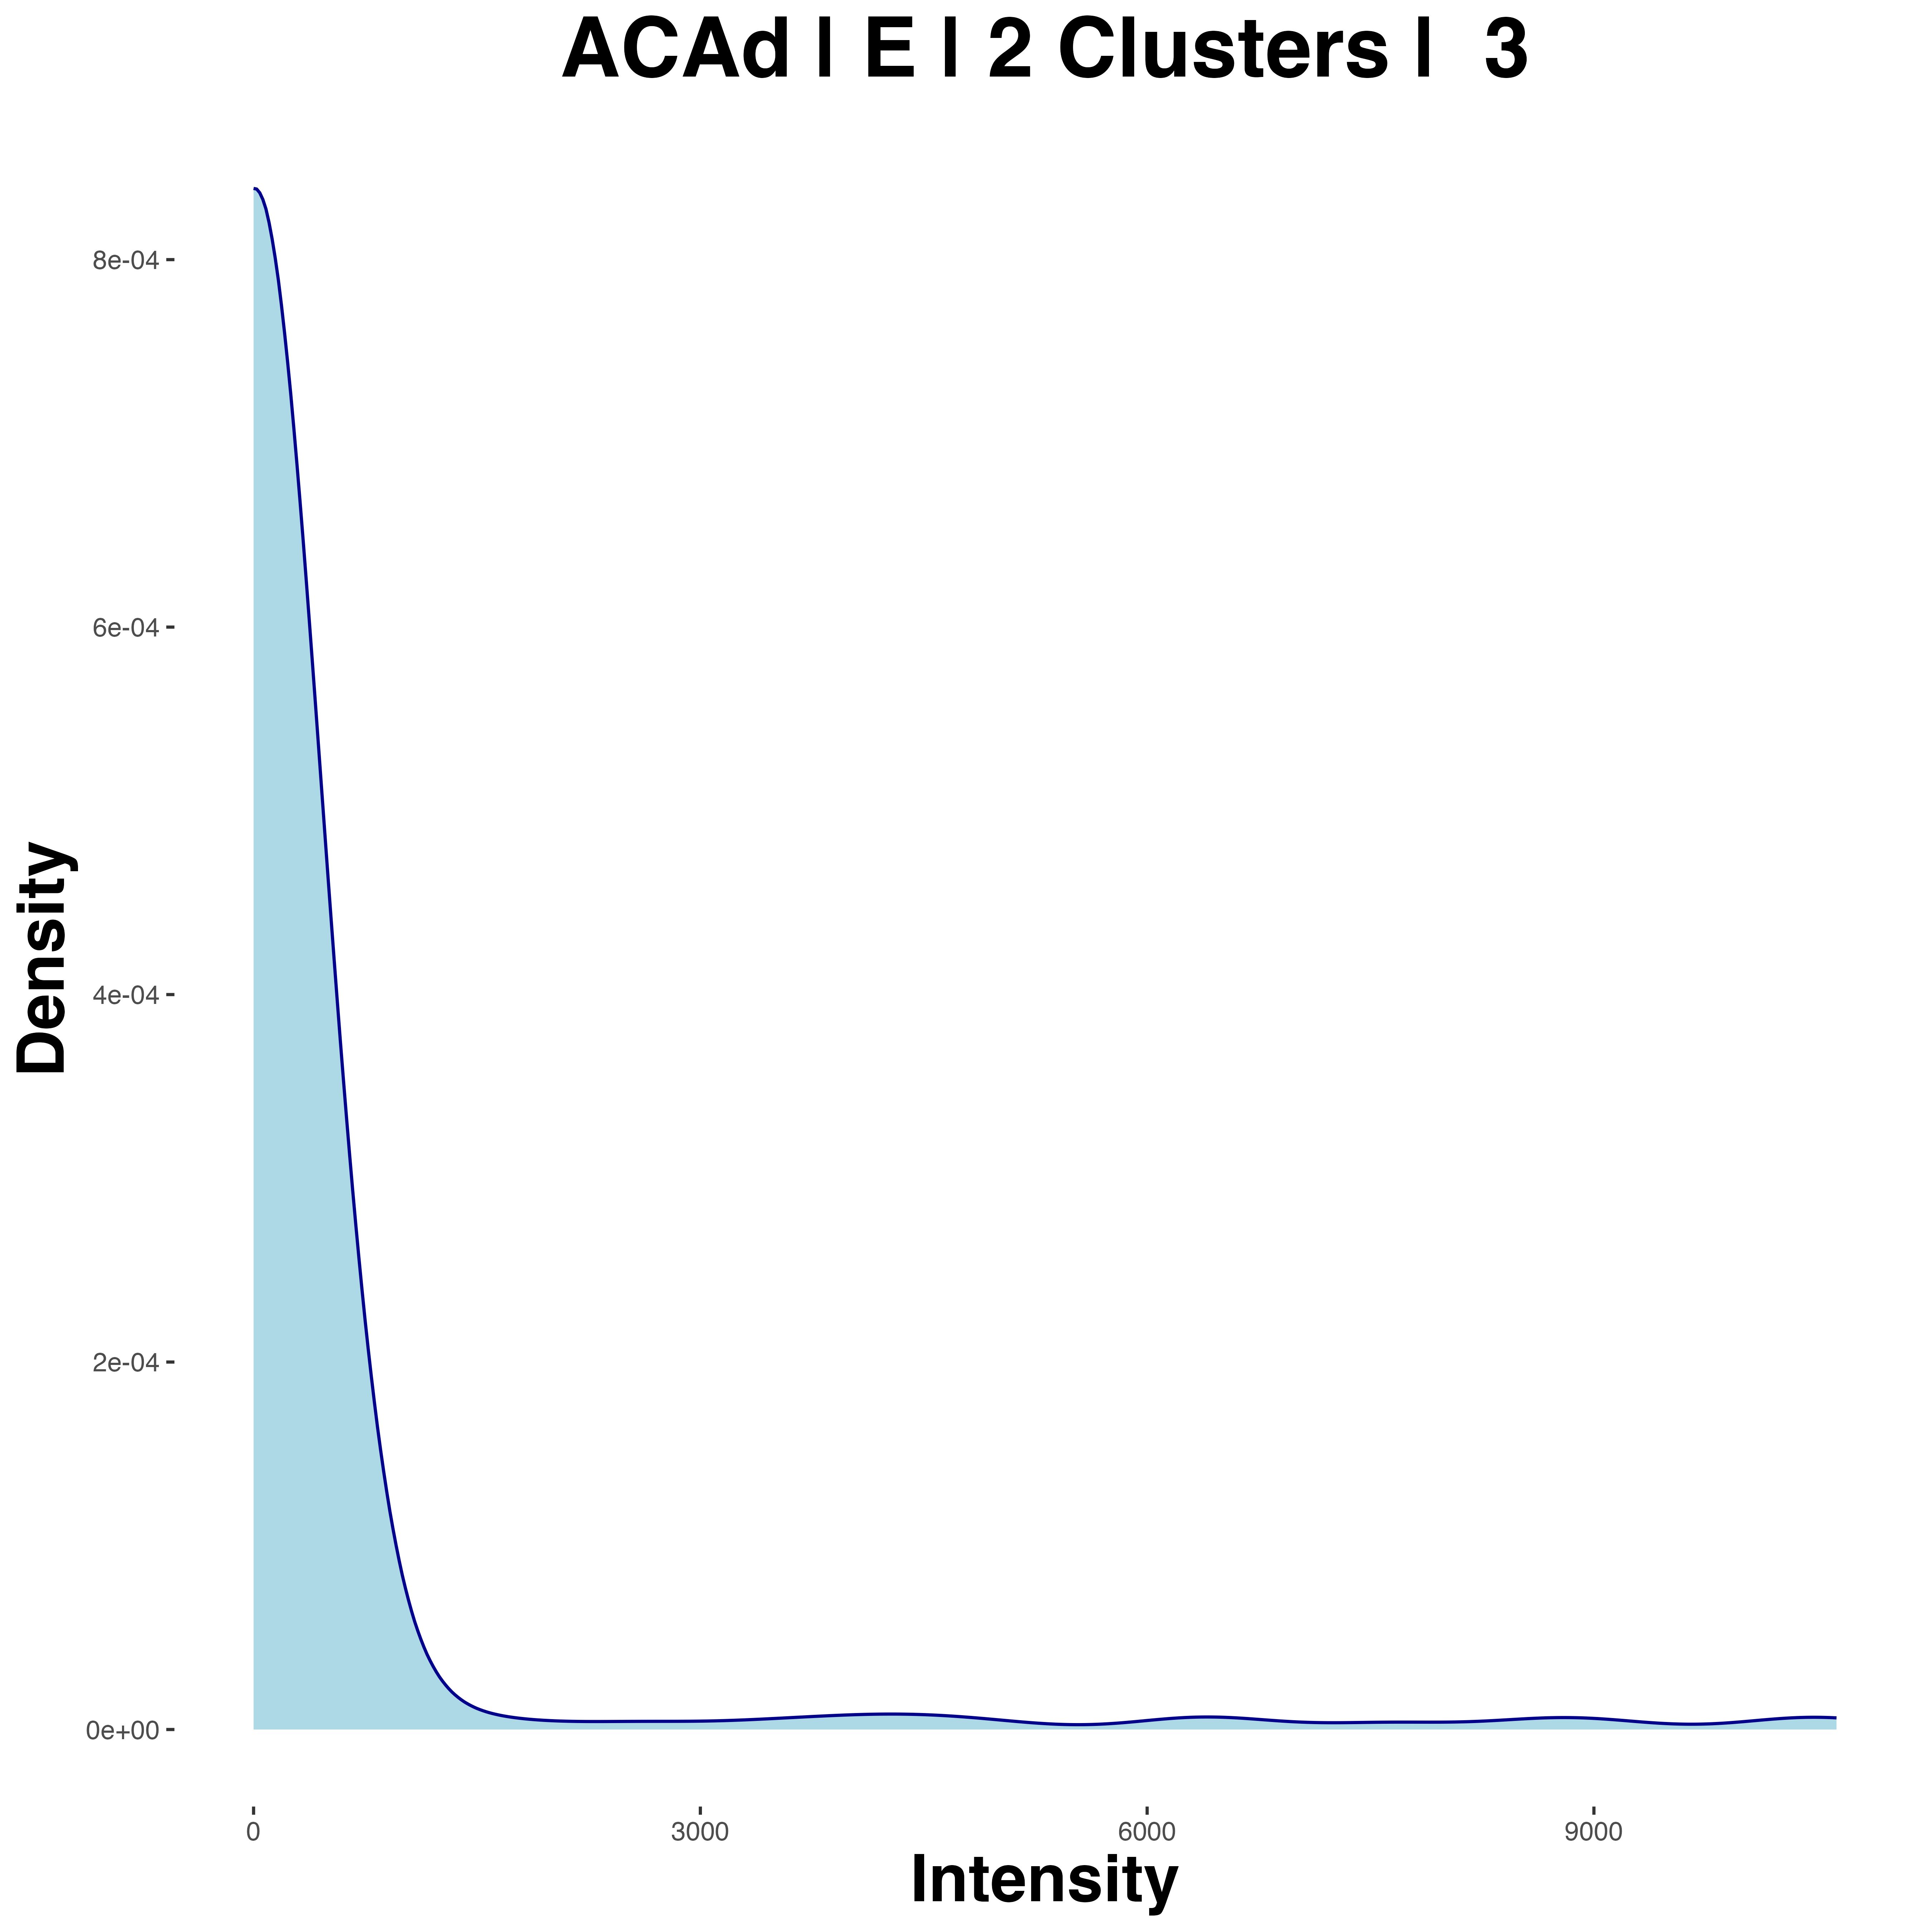 ACAd | E | 2 Clusters |  3
Density
8e-04
6e-04
4e-04
2e-04
0e+00
0 3000 6000 9000
Intensity